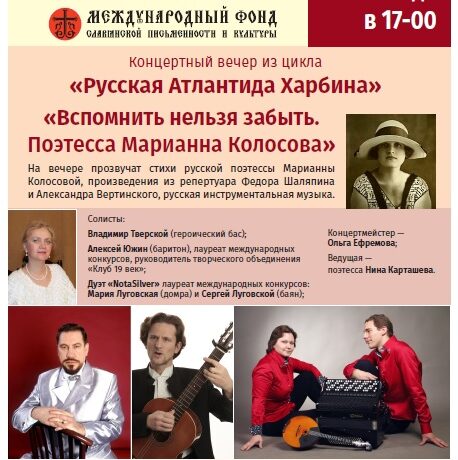 Международный фонд
славянской письменности и культуры
в 17-00
Концертный вечер из цикла
«Русская Атлантида Харбина»
«Вспомнить нельзя забыть.
Поэтесса Марианна Колосова»
На вечере прозвучат стихи русской поэтессы Марианны
Колосовой, произведения из репертуара Федора Шаляпина
и Александра Вертинского, русская инструментальная музыка.
Солисты:
Владимир Тверской (героический бас);
Алексей Южин (баритон), лауреат международных
конкурсов, руководитель творческого объединения
«Клуб 19 век»;
Дуэт «NotaSilver» лауреат международных конкурсов:
Мария Луговская (домра) и Сергей Луговской (баян);
Концертмейстер —
Ольга Ефремова;
Ведущая —
поэтесса Нина Карташева.